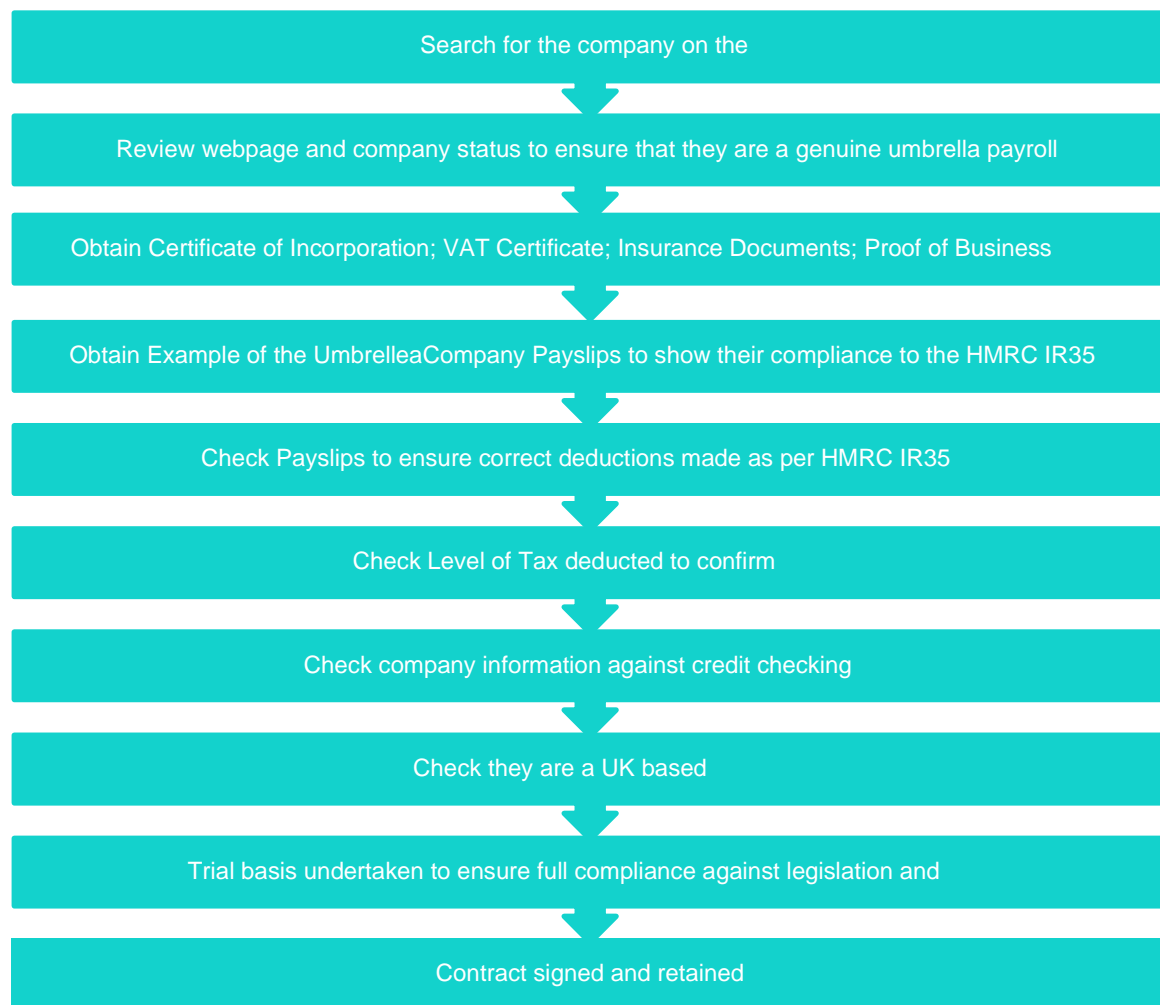 Search for the company on the
Review webpage and company status to ensure that they are a genuine umbrella payroll
Obtain Certificate of Incorporation; VAT Certificate; Insurance Documents; Proof of Business
Obtain Example of the UmbrelleaCompany Payslips to show their compliance to the HMRC IR35
Check Payslips to ensure correct deductions made as per HMRC IR35
Check Level of Tax deducted to confirm
Check company information against credit checking
Check they are a UK based
Trial basis undertaken to ensure full compliance against legislation and
Contract signed and retained